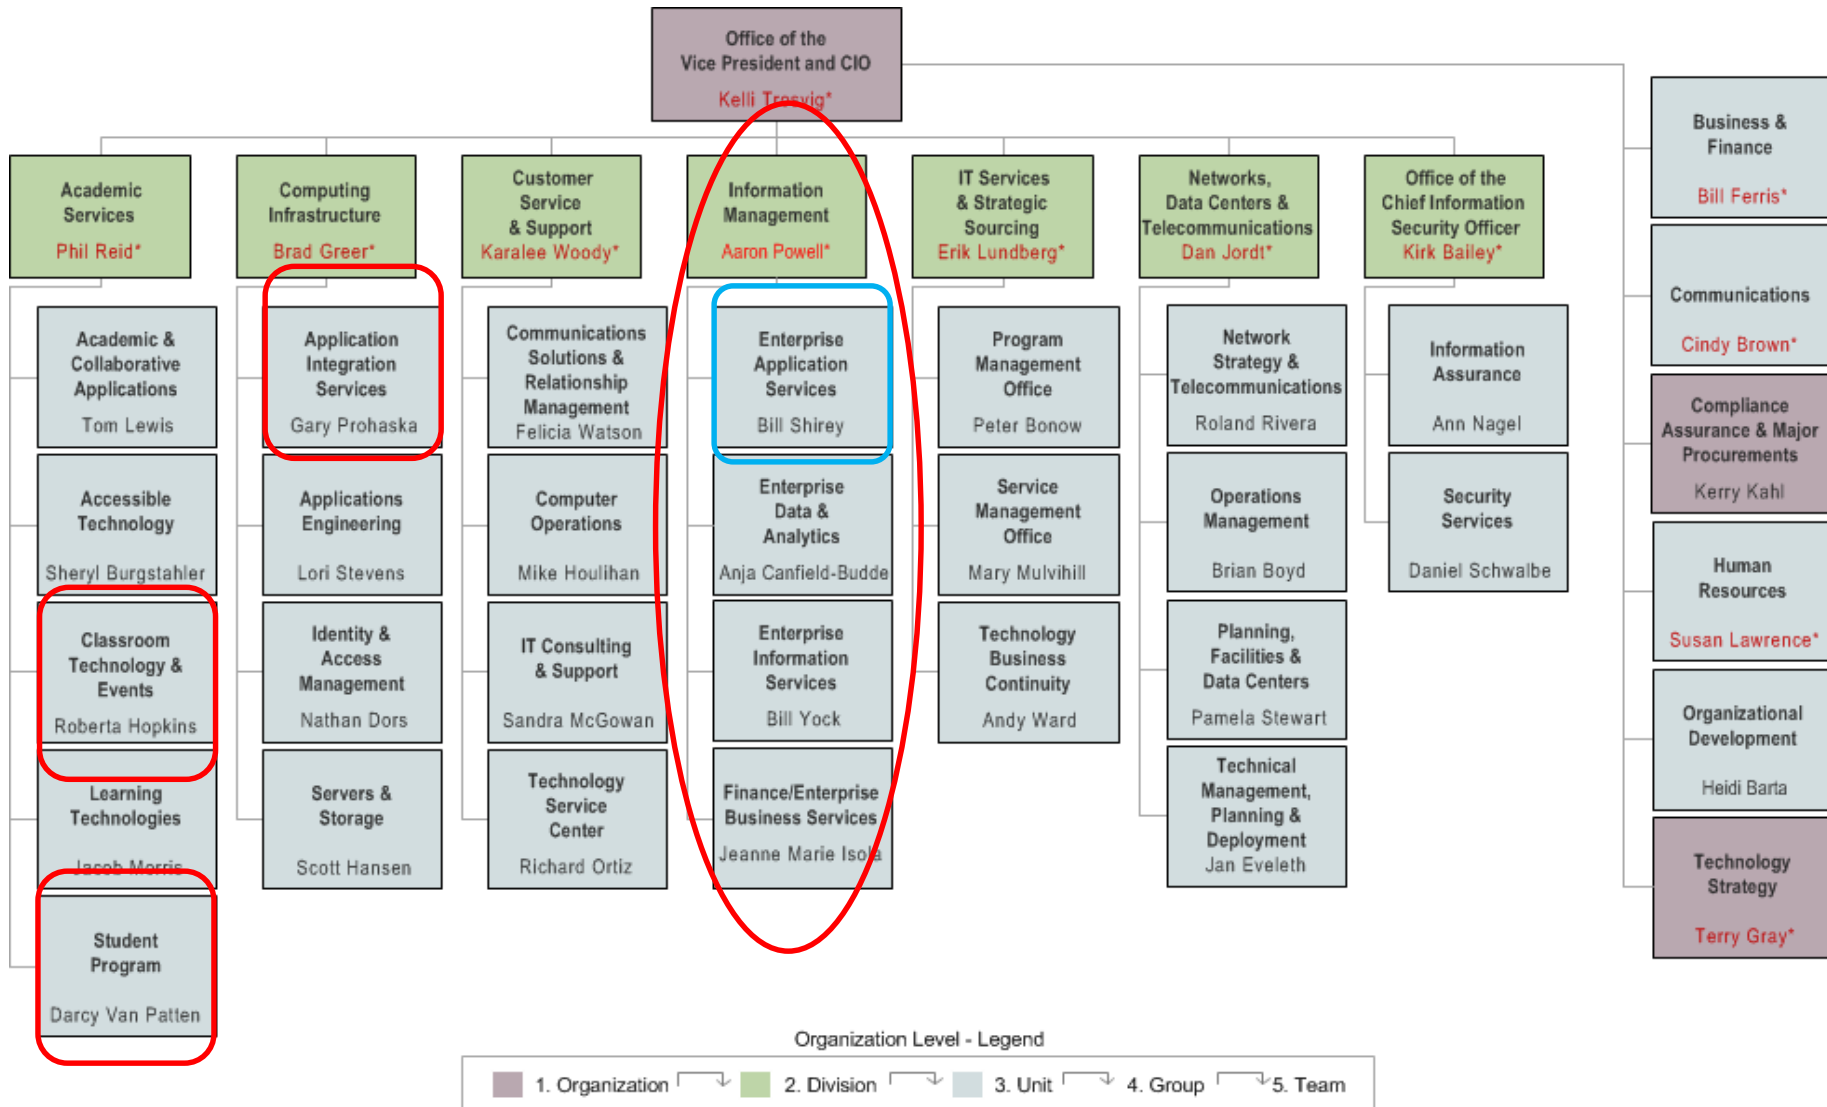 Office of the
Vice President and CIO
Kelli Trosvig*
Academic
Services
Phil Reid*
Computing
Infrastructure
Brad Greer*
Customer
Service
& Support
Karalee Woody*
Information
Management
Aaron Powell*
IT Services
& Strategic
Sourcing
Erik Lundberg*
Networks,
Data Centers &
Telecommunications
Dan Jordt*
Office of the
Chief Information
Security Officer
Kirk Bailey*
Academic &
Collaborative
Applications
Tom Lewis
Accessible
Technology
Sheryl Burgstahler
Classroom
Technology &
Events
Roberta Hopkins
Learning
Technologies
Jacob Morris
Student
Program
Darcy Van Patten
Application
Integration
Services
Gary Prohaska
Applications
Engineering
Lori Stevens
Identity &
Access
Management
Nathan Dors
Servers &
Storage
Scott Hansen
Communications
Solutions &
Relationship
Management
Felicia Watson
Computer
Operations
Mike Houlihan
IT Consulting
& Support
Sandra McGowan
Technology
Service
Center
Richard Ortiz
Enterprise
Application
Services
Bill Shirey
Enterprise
Data &
Analytics
Anja Canfield-Budde
Enterprise
Information
Services
Bill Yock
Finance/Enterprise
Business Services
Jeanne Marie Isola
Program
Management
Office
Peter Bonow
Service
Management
Office
Mary Mulvihill
Technology
Business
Continuity
Andy Ward
Network
Strategy &
Telecommunications
Roland Rivera
Operations
Management
Brian Boyd
Planning,
Facilities &
Data Centers
Pamela Stewart
Technical
Management,
Planning &
Deployment
Jan Eveleth
Information
Assurance
Ann Nagel
Security
Services
Daniel Schwalbe
Business &
Finance
Bill Ferris*
Communications
Cindy Brown*
Compliance
Assurance & Major
Procurements
Kerry Kahl
Human
Resources
Susan Lawrence*
Organizational
Development
Heidi Barta
Technology
Strategy
Terry Gray*
Organization Level - Legend
1. Organization 2. Division 3. Unit 4. Group 5. Team